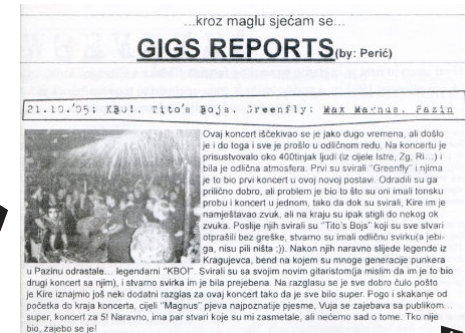 ...kroz maglu sjećam se...
GIGS REPORTS(by: Perić)
21.10.'05: KBO!, Tito's Bojs, Greenfly: Max Magnus, Pazin
Ovaj koncert iščekivao se je jako dugo vremena, ali došlo
je i do toga i sve je prošlo u odličnom redu. Na koncertu je
prisustvovalo oko 400tinjak ljudi (iz cijele Istre, Zg, Ri...) i
bila je odlična atmosfera. Prvi su svirali "Greenfly" i njima
je to bio prvi koncert u ovoj novoj postavi. Odradili su ga
prilično dobro, ali problem je bio to što su oni imali tonsku
probu i koncert u jednom, tako da dok su svirali, Kire im je
namještavao zvuk, ali na kraju su ipak stigli do nekog ok
zvuka. Poslije njih svirali su "Tito's Bojs" koji su sve stvari
otprašili bez greške, stvarno su imali odličnu svirku(a jebi-
ga, nisu pili ništa ;)). Nakon njih naravno slijede legende iz
Kragujevca, bend na kojem su mnoge generacije punkera
u Pazinu odrastale... legendarni "KBO!". Svirali su sa svojim novim gitaristom(ja mislim da im je to bio
drugi koncert sa njim), i stvarno svirka im je bila prejebena. Na razglasu se je sve dobro čulo pošto
je Kire iznajmio još neki dodatni razglas za ovaj koncert tako da je sve bilo super. Pogo i skakanje od
početka do kraja koncerta, cijeli "Magnus" pjeva najpoznatije pjesme, Vuja se zajebava sa publikom...
super, koncert za 5! Naravno, ima par stvari koje su mi zasmetale, ali nećemo sad o tome. Tko nije
bio, zajebo se je!